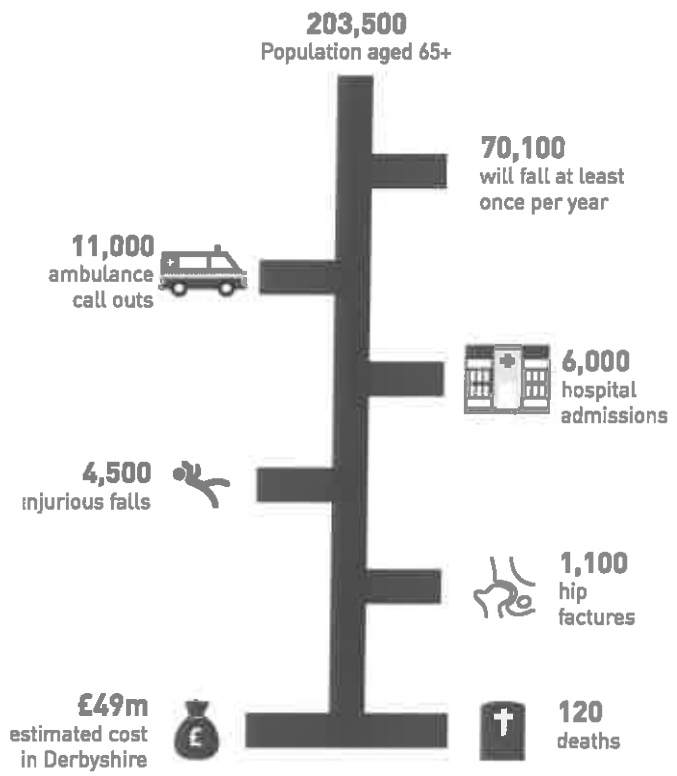 203,500
Population aged 65+
70,100
will fall at least
once per year
11,000
ambulance
call outs
6,000
hospital
admissions
4,500
injurious falls
1,100
hip
factures
£49m
estimated cost
in Derbyshire
£
120
deaths